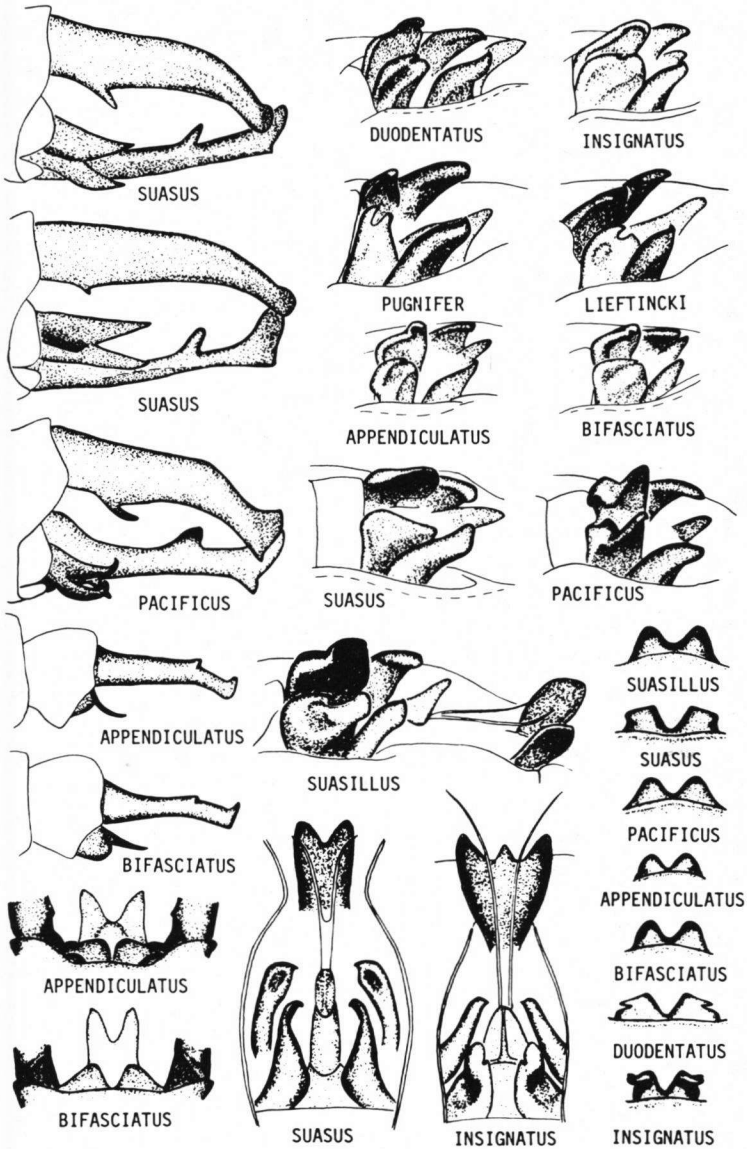 SUASUS
DUODENTATUS
INSIGNATUS
SUASUS
PUGNIFER
LIEFTINCKI
APPENDICULATUS
BIFASCIATUS
PACIFICUS
SUASUS
PACIFICUS
APPENDICULATUS
SUASILLUS
SUASILLUS
SUASUS
PACIFICUS
BIFASCIATUS
APPENDICULATUS
APPENDICULATUS
BIFASCIATUS
DUODENTATUS
BIFASCIATUS
SUASUS
INSIGNATUS
INSIGNATUS